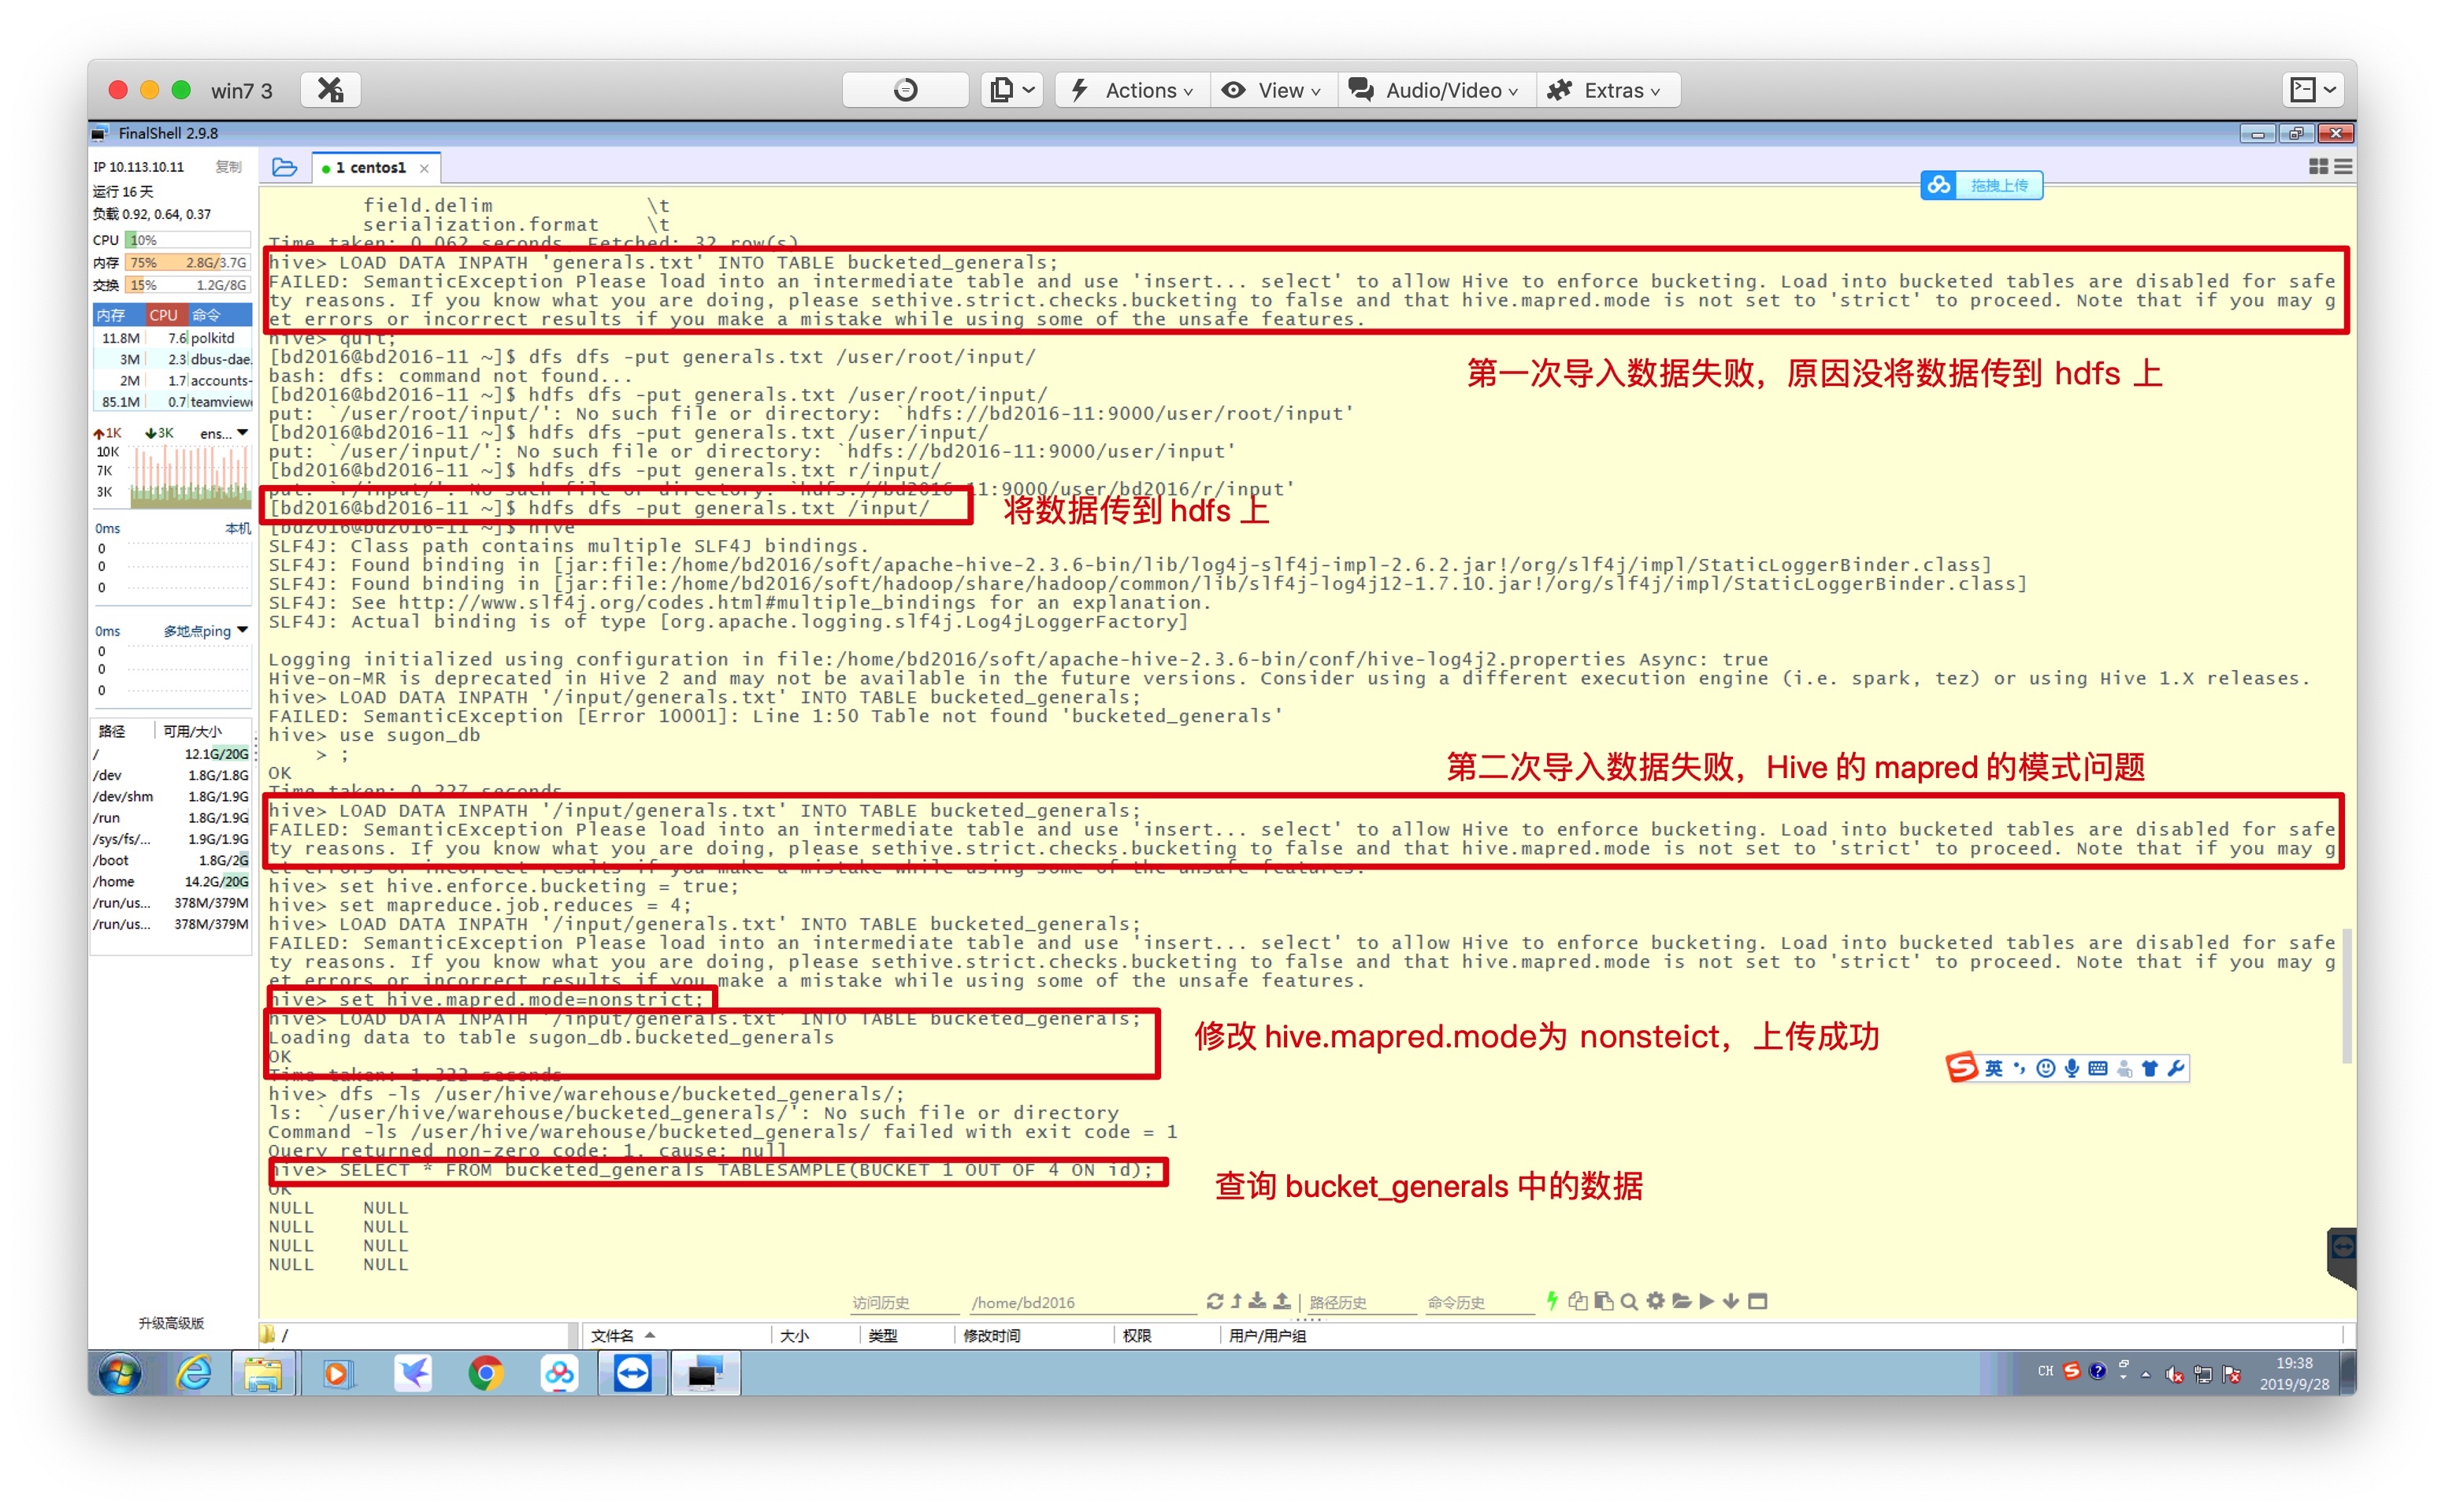 win7 3
Actions
View
Audio/Video
Extras
FinalShell 2.9.8
IP 10.113.10.11 复制
1 centos1
拖拽上传
运行 16 天
负载 0.92, 0.64, 0.37
CPU 10%
内存 75% 2.8G/3.7G
交换 15% 1.2G/8G
内存 CPU 命令
11.8M 7.6 polkitd
3M 2.3 dbus-dae.
2M 1.7 accounts-
85.1M 0.7 teamviewe
1K 3K ens...
10K
7K
3K
0ms 本机
0
0
0
0ms 多地点ping
0
0
0
路径 可用/大小
/ 12.1G/20G
/dev 1.8G/1.8G
/dev/shm 1.8G/1.9G
/run 1.8G/1.9G
/sys/fs/... 1.9G/1.9G
/boot 1.8G/2G
/home 14.2G/20G
/run/us... 378M/379M
/run/us... 378M/379M
升级高级版
field.delim \t
serialization.format \t
Time taken: 0.062 seconds, Fetched: 32 row(s)
hive> LOAD DATA INPATH 'generals.txt' INTO TABLE bucketed_generals;
FAILED: SemanticException Please load into an intermediate table and use 'insert... select' to allow Hive to enforce bucketing. Load into bucketed tables are disabled for safe
ty reasons. If you know what you are doing, please sethive.strict.checks.bucketing to false and that hive.mapred.mode is not set to 'strict' to proceed. Note that if you may g
et errors or incorrect results if you make a mistake while using some of the unsafe features.
hive> quit;
[bd2016@bd2016-11 ~]$ dfs dfs -put generals.txt /user/root/input/
第一次导入数据失败，原因没将数据传到 hdfs 上
bash: dfs: command not found...
[bd2016@bd2016-11 ~]$ hdfs dfs -put generals.txt /user/root/input/
put: `/user/root/input/': No such file or directory: `hdfs://bd2016-11:9000/user/root/input'
[bd2016@bd2016-11 ~]$ hdfs dfs -put generals.txt /user/input/
put: `/user/input/': No such file or directory: `hdfs://bd2016-11:9000/user/input'
[bd2016@bd2016-11 ~]$ hdfs dfs -put generals.txt r/input/
put: `r/input/': No such file or directory: `hdfs://bd2016-11:9000/user/bd2016/r/input'
[bd2016@bd2016-11 ~]$ hdfs dfs -put generals.txt /input/
将数据传到 hdfs 上
[bd2016@bd2016-11 ~]$ hive
SLF4J: Class path contains multiple SLF4J bindings.
SLF4J: Found binding in [jar:file:/home/bd2016/soft/apache-hive-2.3.6-bin/lib/log4j-slf4j-impl-2.6.2.jar!/org/slf4j/impl/StaticLoggerBinder.class]
SLF4J: Found binding in [jar:file:/home/bd2016/soft/hadoop/share/hadoop/common/lib/slf4j-log4j12-1.7.10.jar!/org/slf4j/impl/StaticLoggerBinder.class]
SLF4J: See http://www.slf4j.org/codes.html#multiple_bindings for an explanation.
SLF4J: Actual binding is of type [org.apache.logging.slf4j.Log4jLoggerFactory]
Logging initialized using configuration in file:/home/bd2016/soft/apache-hive-2.3.6-bin/conf/hive-log4j2.properties Async: true
Hive-on-MR is deprecated in Hive 2 and may not be available in the future versions. Consider using a different execution engine (i.e. spark, tez) or using Hive 1.X releases.
hive> LOAD DATA INPATH '/input/generals.txt' INTO TABLE bucketed_generals;
FAILED: SemanticException [Error 10001]: Line 1:50 Table not found 'bucketed_generals'
hive> use sugon_db
> ;
OK
第二次导入数据失败，Hive 的 mapred 的模式问题
Time taken: 0.227 seconds
hive> LOAD DATA INPATH '/input/generals.txt' INTO TABLE bucketed_generals;
FAILED: SemanticException Please load into an intermediate table and use 'insert... select' to allow Hive to enforce bucketing. Load into bucketed tables are disabled for safe
ty reasons. If you know what you are doing, please sethive.strict.checks.bucketing to false and that hive.mapred.mode is not set to 'strict' to proceed. Note that if you may g
et errors or incorrect results if you make a mistake while using some of the unsafe features.
hive> set hive.enforce.bucketing = true;
hive> set mapreduce.job.reduces = 4;
hive> LOAD DATA INPATH '/input/generals.txt' INTO TABLE bucketed_generals;
FAILED: SemanticException Please load into an intermediate table and use 'insert... select' to allow Hive to enforce bucketing. Load into bucketed tables are disabled for safe
ty reasons. If you know what you are doing, please sethive.strict.checks.bucketing to false and that hive.mapred.mode is not set to 'strict' to proceed. Note that if you may g
et errors or incorrect results if you make a mistake while using some of the unsafe features.
hive> set hive.mapred.mode=nonstrict;
hive> LOAD DATA INPATH '/input/generals.txt' INTO TABLE bucketed_generals;
Loading data to table sugon_db.bucketed_generals
修改 hive.mapred.mode为 nonsteict，上传成功
OK
Time taken: 1.322 seconds
英
hive> dfs -ls /user/hive/warehouse/bucketed_generals/;
ls: `/user/hive/warehouse/bucketed_generals/': No such file or directory
Command -ls /user/hive/warehouse/bucketed_generals/ failed with exit code = 1
Query returned non-zero code: 1, cause: null
hive> SELECT * FROM bucketed_generals TABLESAMPLE(BUCKET 1 OUT OF 4 ON id);
查询 bucket_generals 中的数据
OK
NULL NULL
NULL NULL
NULL NULL
NULL NULL
访问历史 /home/bd2016 路径历史 命令历史
/ 文件名 大小 类型 修改时间 权限 用户/用户组
CH
19:38
2019/9/28